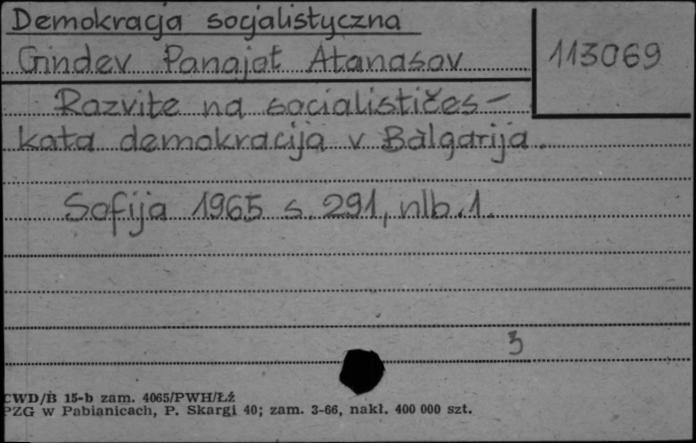 Demokracja socjalistyczna
Gindev Panajot Atanasov
113069
Razvite na socialističes-
kata demokracija v Bălgarija.
Sofija 1965 s. 291, nlb. 1.
3
CWD/B 15-b zam. 4065/PWH/Łź
PZG w Pabianicach, P. Skargi 40; zam. 3-66, nakł. 400 000 szt.